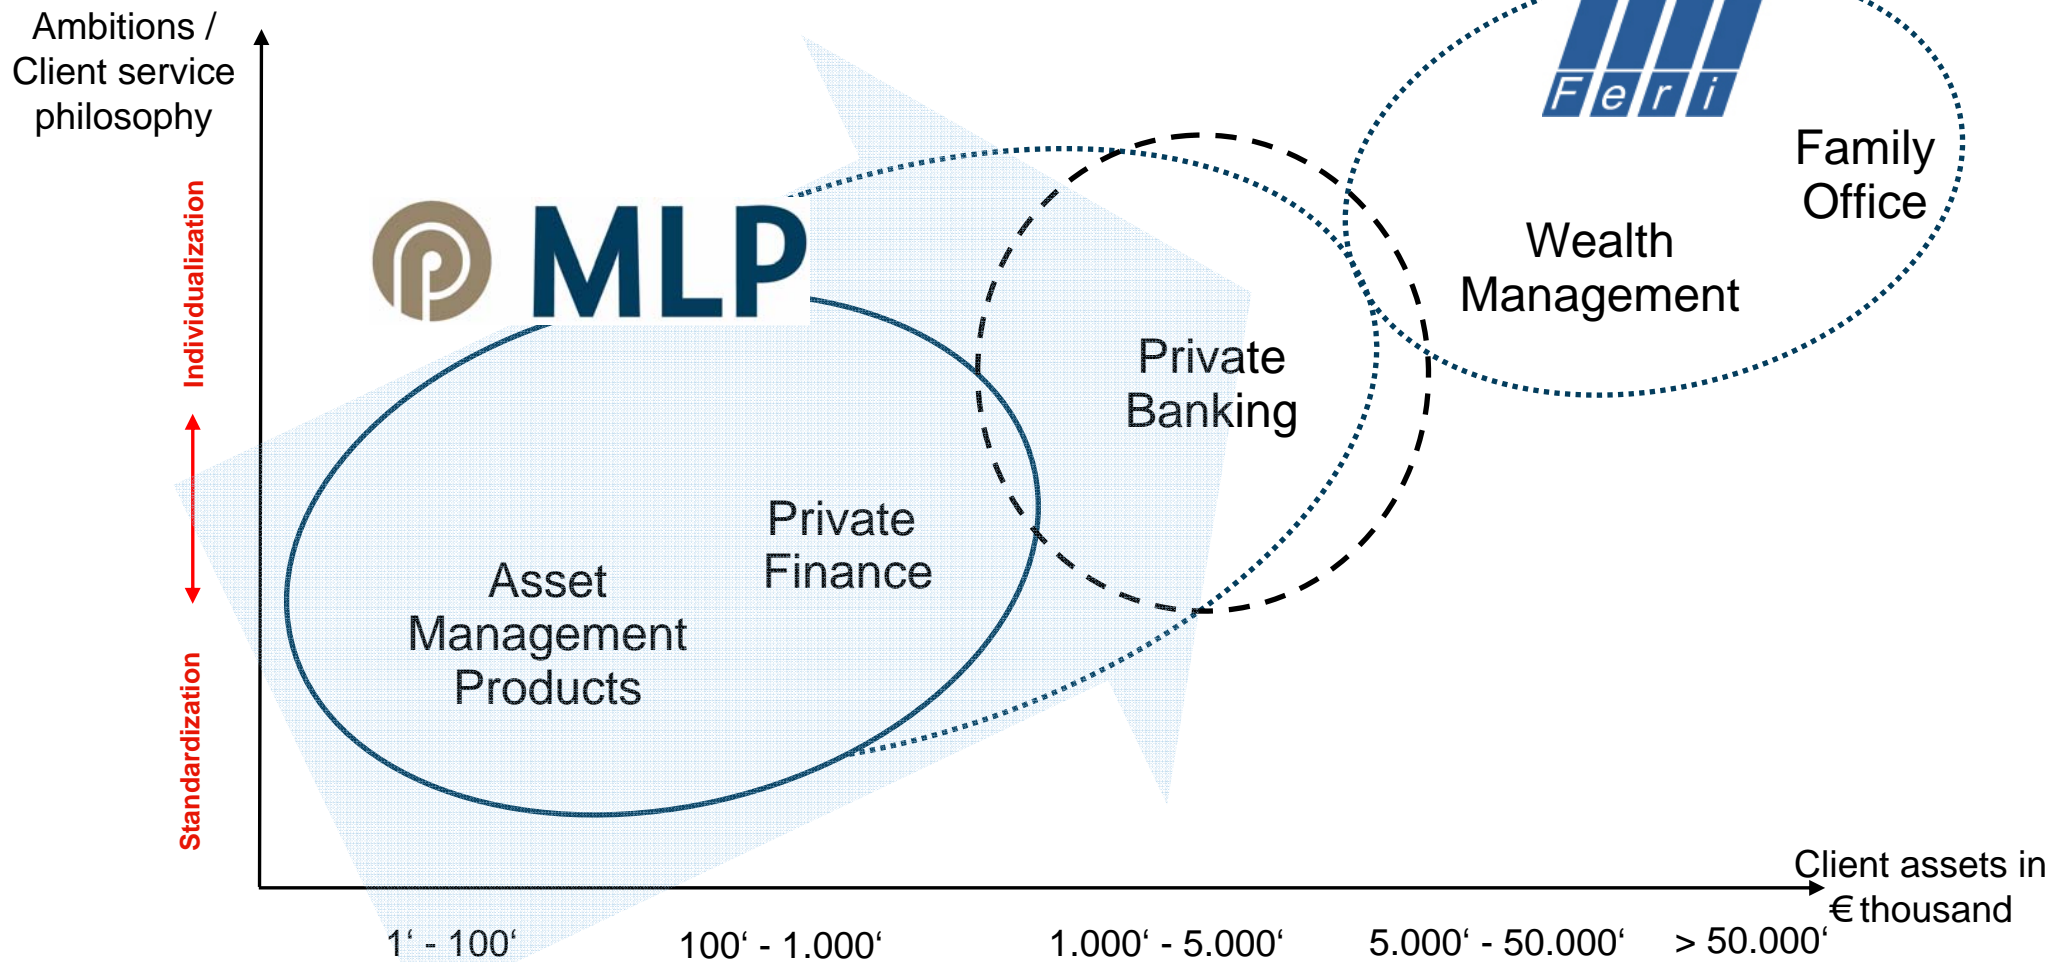 Ambitions /
Client service
philosophy
Individualization
Standardization
MLP
Feri
Family
Office
Wealth
Management
Private
Banking
Private
Finance
Asset
Management
Products
Client assets in
€ thousand
1‘ - 100‘
100‘ - 1.000‘
1.000‘ - 5.000‘
5.000‘ - 50.000‘
> 50.000‘